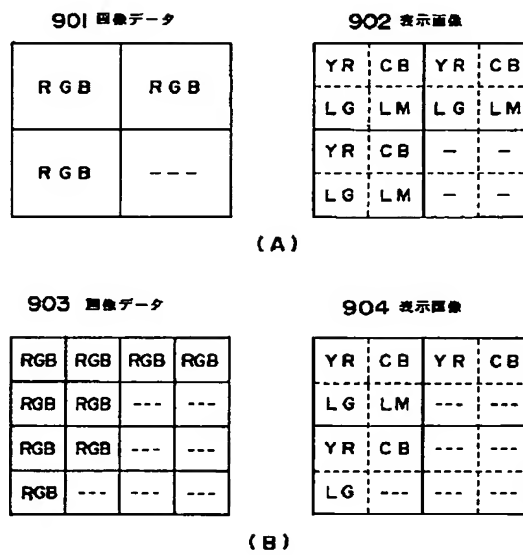 901 画像データ
902 表示画像
RGB RGB
RGB ---
YR CB YR CB
LG LM LG LM
YR CB - -
LG LM - -
(A)
903 画像データ
904 表示画像
RGB RGB RGB RGB
RGB RGB --- ---
RGB RGB --- ---
RGB --- --- ---
YR CB YR CB
LG LM --- ---
YR CB --- ---
LG --- --- ---
(B)